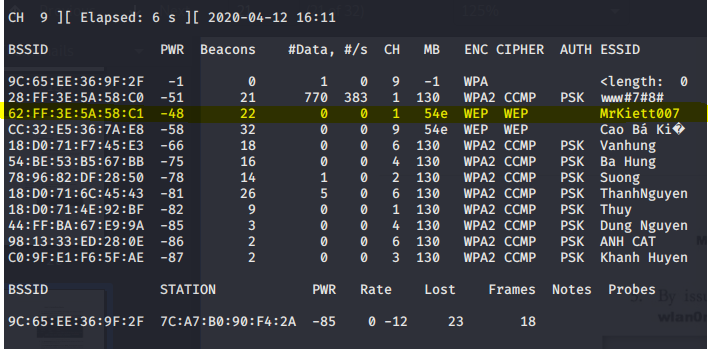 CH 9 ][ Elapsed: 6 s ][ 2020-04-12 16:11
BSSID PWR Beacons #Data, #/s CH MB ENC CIPHER AUTH ESSID
9C:65:EE:36:9F:2F -1 0 1 0 9 -1 WPA <length: 0
28:FF:3E:5A:58:C0 -51 21 770 383 1 130 WPA2 CCMP PSK www#7#8#
62:FF:3E:5A:58:C1 -48 22 0 0 1 54e WEP WEP MrKiett007
CC:32:E5:36:7A:E8 -58 32 0 0 9 54e WEP WEP Cao Bá Ki�
18:D0:71:F7:45:E3 -66 18 0 0 6 130 WPA2 CCMP PSK Vanhung
54:BE:53:B5:67:BB -75 16 0 0 4 130 WPA2 CCMP PSK Ba Hung
78:96:82:DF:28:50 -78 14 1 0 2 130 WPA2 CCMP PSK Suong
18:D0:71:6C:45:43 -81 26 5 0 6 130 WPA2 CCMP PSK ThanhNguyen
18:D0:71:4E:92:BF -82 9 0 0 1 130 WPA2 CCMP PSK Thuy
44:FF:BA:67:E9:9A -85 3 0 0 4 130 WPA2 CCMP PSK Dung Nguyen
98:13:33:ED:28:0E -86 2 0 0 6 130 WPA2 CCMP PSK ANH CAT
C0:9F:E1:F6:5F:AE -87 2 0 0 3 130 WPA2 CCMP PSK Khanh Huyen
BSSID STATION PWR Rate Lost Frames Notes Probes
9C:65:EE:36:9F:2F 7C:A7:B0:90:F4:2A -85 0 -12 23 18